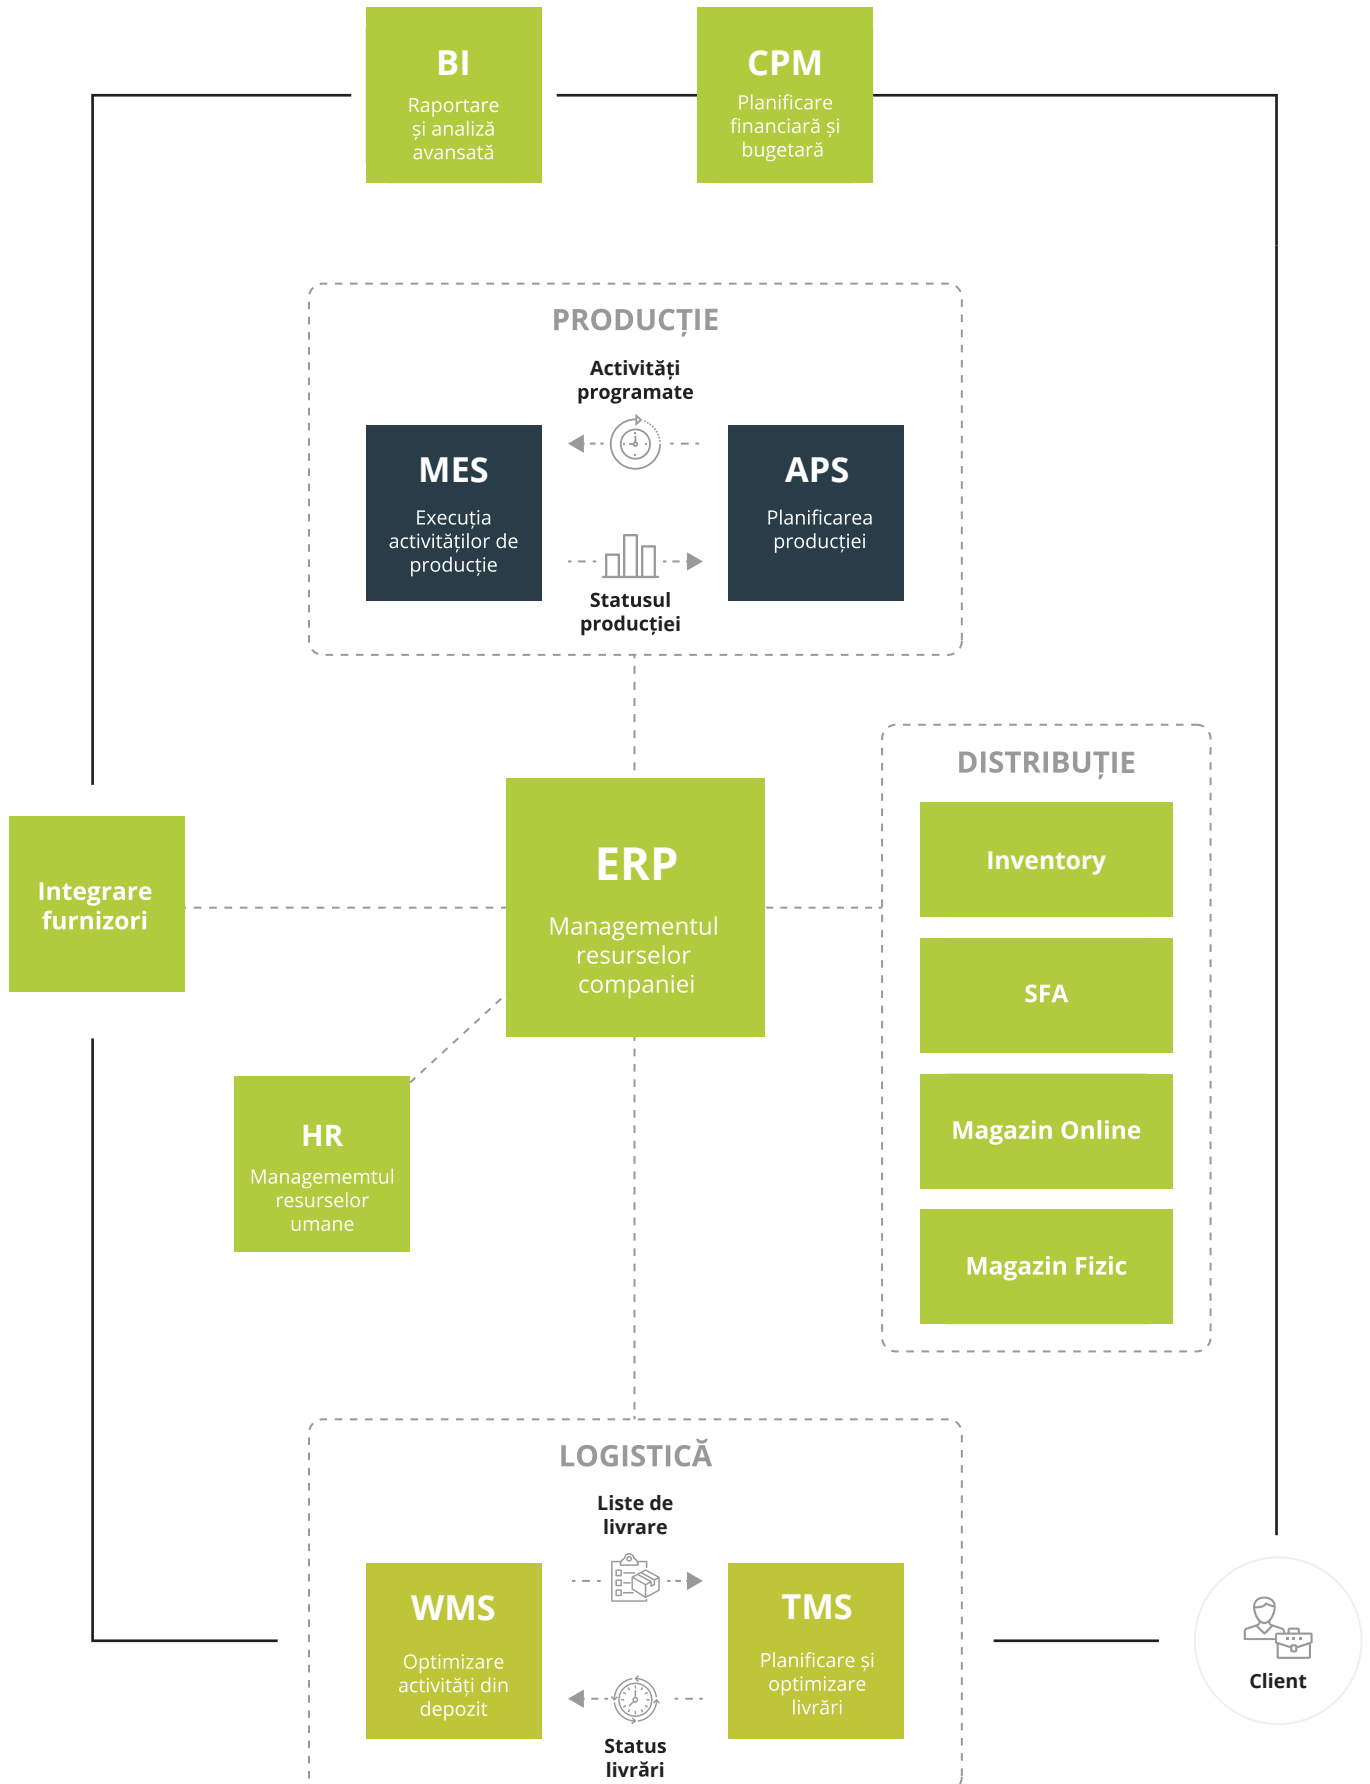 BI
Raportare
și analiză
avansată
CPM
Planificare
financiară și
bugetară
PRODUCȚIE
Activități
programate
MES
Execuția
activităților de
producție
APS
Planificarea
producției
Statusul
producției
DISTRIBUȚIE
Inventory
SFA
Magazin Online
Magazin Fizic
ERP
Managementul
resurselor
companiei
Integrare
furnizori
HR
Managememtul
resurselor
umane
LOGISTICĂ
Liste de
livrare
WMS
Optimizare
activități din
depozit
TMS
Planificare și
optimizare
livrări
Status
livrări
Client